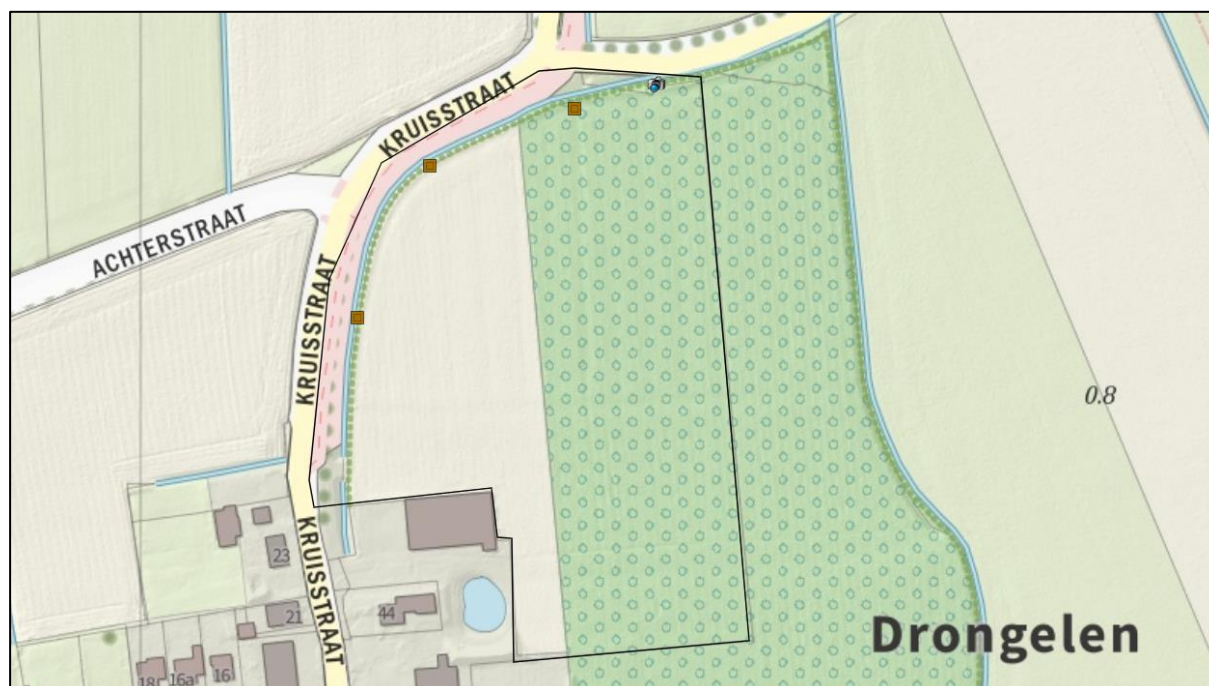 KRUISSTRAAT
ACHTERSTRAAT
KRUISSTRAAT
0.8
KRUISSTRAAT
23
21
44
18
16a
16
Drongelen